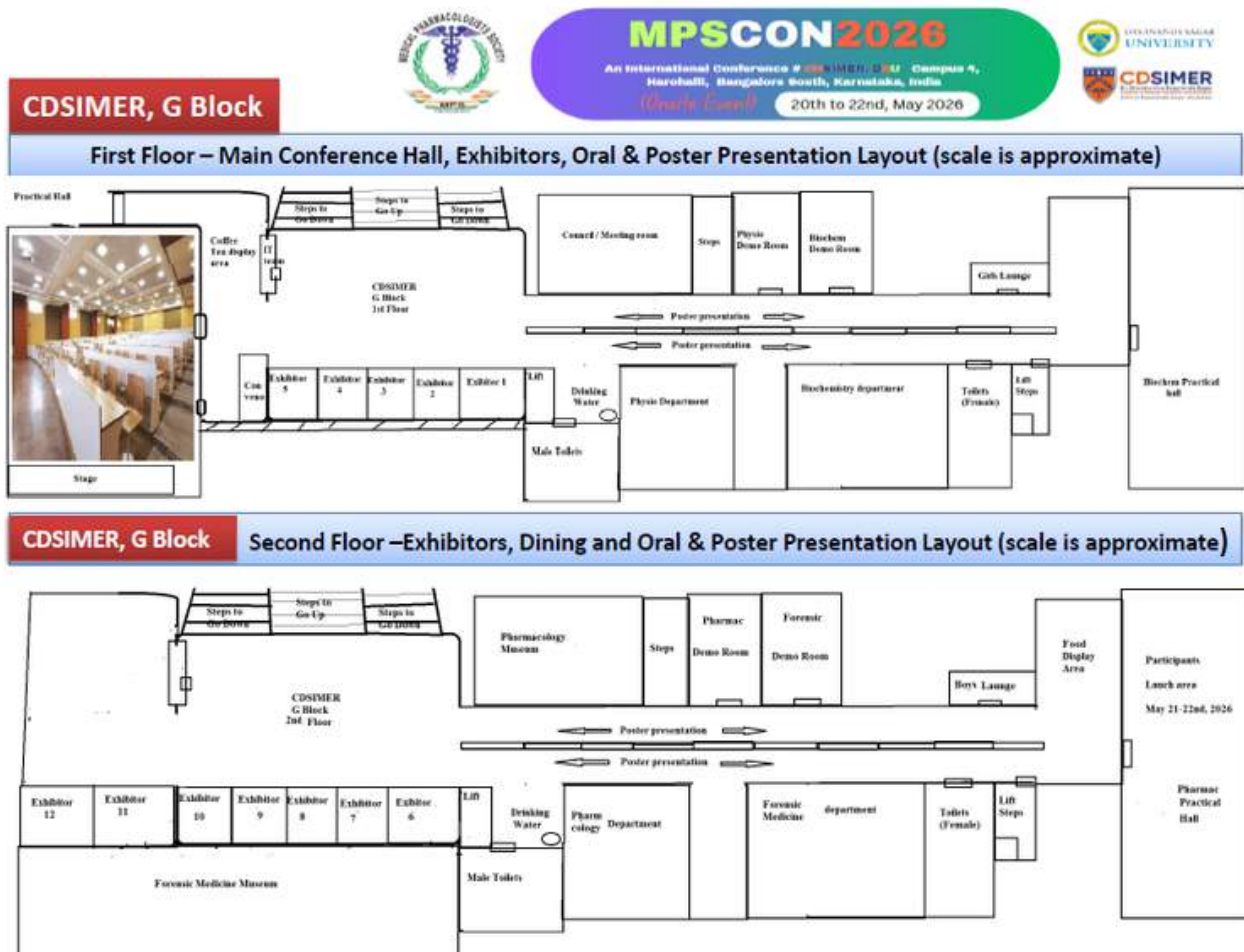 MEDICAL PHARMACOLOGISTS SOCIETY
MPS
MPSCON2026
An International Conference @ CDSIMER, DSU Campus 4,
Harohalli, Bangalore South, Karnataka, India
(Onsite Event)
20th to 22nd, May 2026
DAYANANDA SAGAR
UNIVERSITY
CDSIMER
CDSIMER, G Block
First Floor – Main Conference Hall, Exhibitors, Oral & Poster Presentation Layout (scale is approximate)
Practical Hall
Steps to
Go Down
Steps to
Go Up
Steps to
Go Down
Coffee
Tea display
area
IT
team
CDSIMER
G Block
1st Floor
Council / Meeting room
Steps
Physio
Demo Room
Biochem
Demo Room
Girls Lounge
Poster presentation
Poster presentation
Exhibitor
5
Exhibitor
4
Exhibitor
3
Exhibitor
2
Exhibitor 1
Lift
Drinking
Water
Male Toilets
Physio Department
Biochemistry department
Toilets
(Female)
Lift
Steps
Biochem Practical
hall
Stage
CDSIMER, G Block
Second Floor –Exhibitors, Dining and Oral & Poster Presentation Layout (scale is approximate)
Steps to
Go Down
Steps to
Go Up
Steps to
Go Down
CDSIMER
G Block
2nd Floor
Pharmacology
Museum
Steps
Pharmac
Demo Room
Forensic
Demo Room
Boys Launge
Food
Display
Area
Participants
Lunch area
May 21-22nd, 2026
Pharmac
Practical
Hall
Poster presentation
Poster presentation
Exhibitor
12
Exhibitor
11
Exhibitor
10
Exhibitor
9
Exhibitor
8
Exhibitor
7
Exhibitor
6
Lift
Drinking
Water
Male Toilets
Forensic Medicine Museum
Pharm
cology Department
Forensic
Medicine department
Toilets
(Female)
Lift
Steps